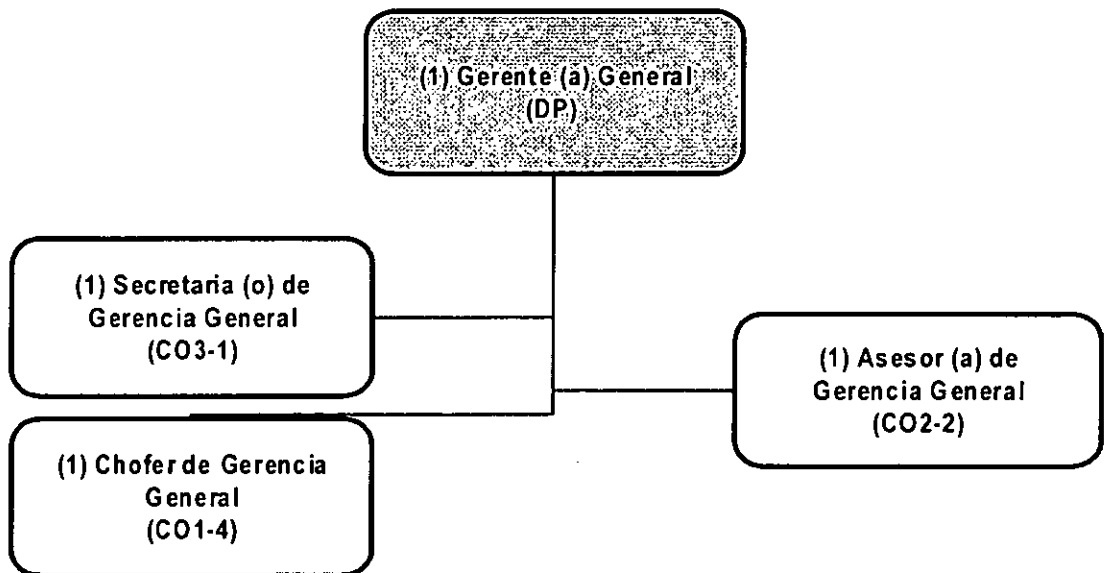 (1) Gerente (a) General
(DP)
(1) Secretaria (o) de
Gerencia General
(CO3-1)
(1) Asesor (a) de
Gerencia General
(CO2-2)
(1) Chofer de Gerencia
General
(CO1-4)